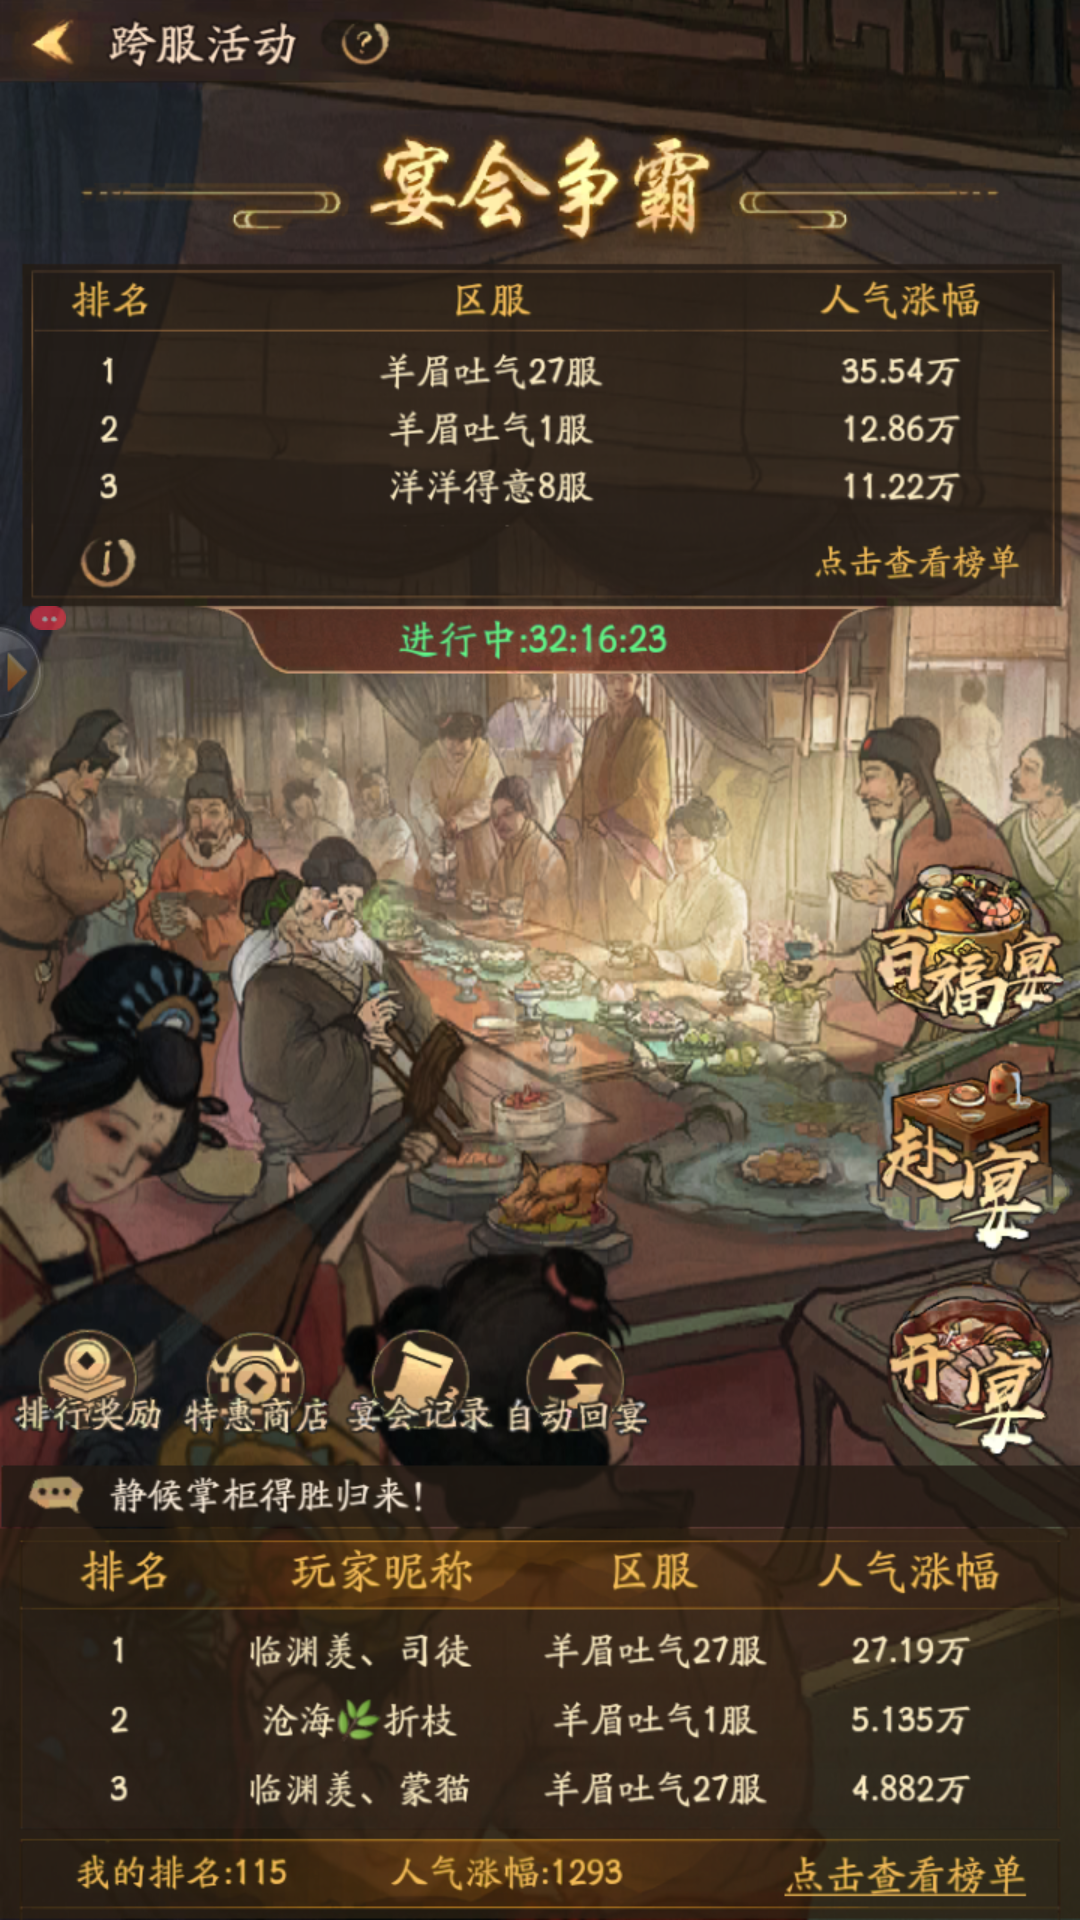 跨服活动 ?
宴会争霸
排名 区服 人气涨幅
1 羊眉吐气27服 35.54万
2 羊眉吐气1服 12.86万
3 洋洋得意8服 11.22万
i 点击查看榜单
进行中:32:16:23
百福宴
赴宴
开宴
排行奖励 特惠商店 宴会记录 自动回宴
静候掌柜得胜归来!
排名 玩家昵称 区服 人气涨幅
1 临渊羡、司徒 羊眉吐气27服 27.19万
2 沧海🌿折枝 羊眉吐气1服 5.135万
3 临渊羡、蒙猫 羊眉吐气27服 4.882万
我的排名:115 人气涨幅:1293 点击查看榜单